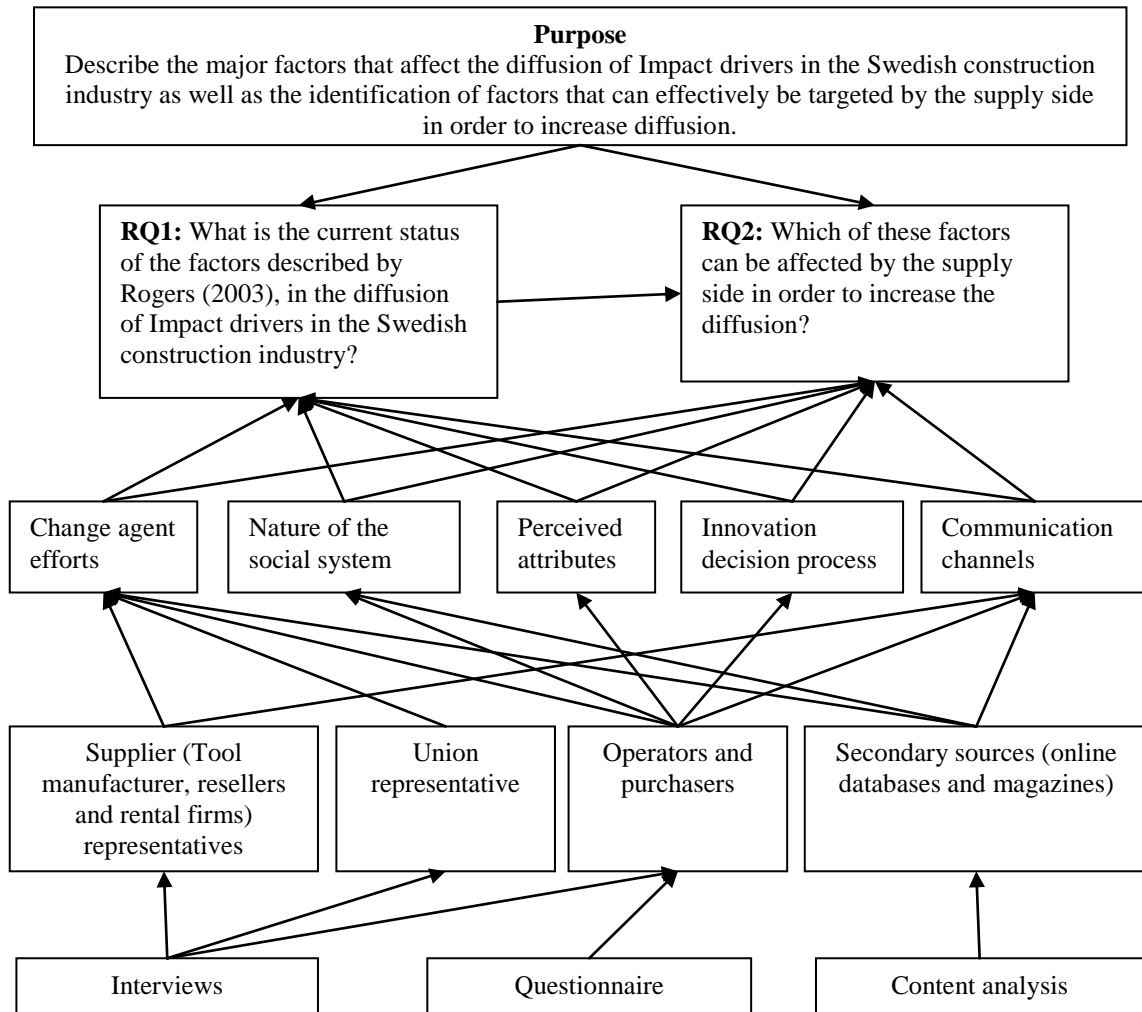 Purpose
Describe the major factors that affect the diffusion of Impact drivers in the Swedish construction
industry as well as the identification of factors that can effectively be targeted by the supply side
in order to increase diffusion.
RQ1: What is the current status
of the factors described by
Rogers (2003), in the diffusion
of Impact drivers in the Swedish
construction industry?
RQ2: Which of these factors
can be affected by the supply
side in order to increase the
diffusion?
Change agent
efforts
Nature of the
social system
Perceived
attributes
Innovation
decision process
Communication
channels
Supplier (Tool
manufacturer, resellers
and rental firms)
representatives
Union
representative
Operators and
purchasers
Secondary sources (online
databases and magazines)
Interviews
Questionnaire
Content analysis